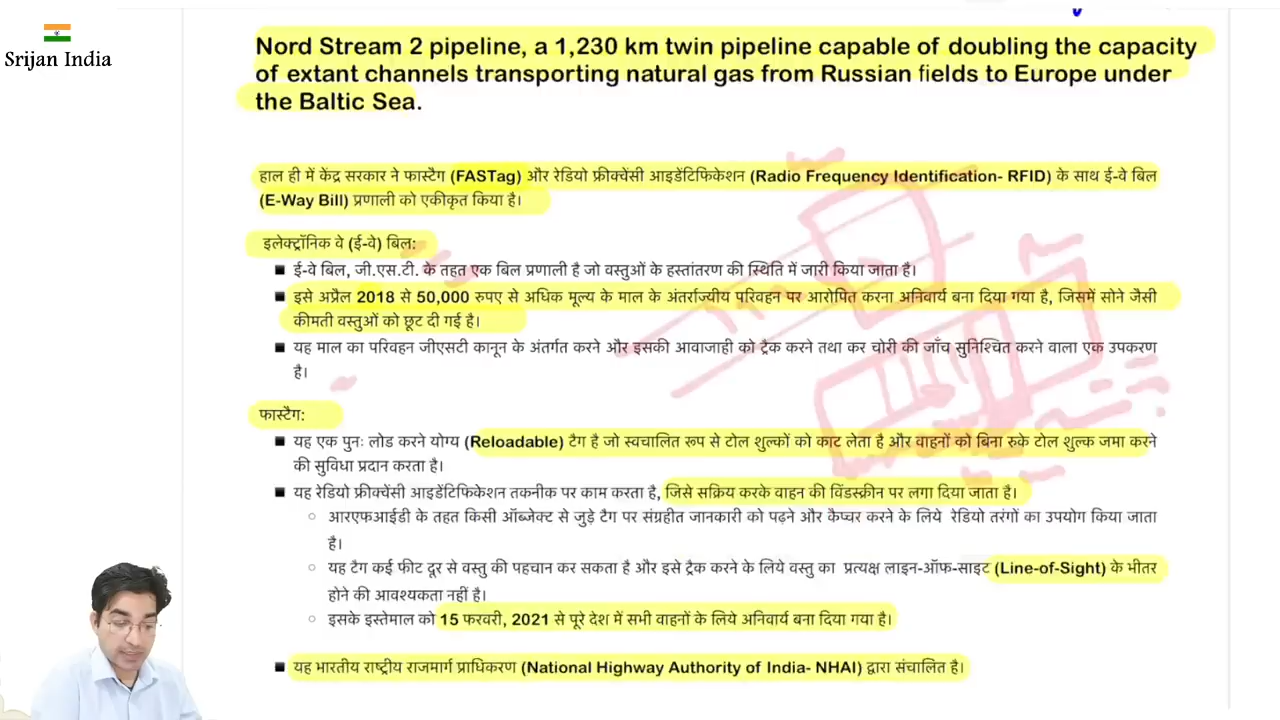 Srijan India
Nord Stream 2 pipeline, a 1,230 km twin pipeline capable of doubling the capacity
of extant channels transporting natural gas from Russian fields to Europe under
the Baltic Sea.
हाल ही में केंद्र सरकार ने फास्टैग (FASTag) और रेडियो फ्रीक्वेंसी आइडेंटिफिकेशन (Radio Frequency Identification- RFID) के साथ ई-वे बिल
(E-Way Bill) प्रणाली को एकीकृत किया है।
इलेक्ट्रॉनिक वे (ई-वे) बिल:
■ ई-वे बिल, जी.एस.टी. के तहत एक बिल प्रणाली है जो वस्तुओं के हस्तांतरण की स्थिति में जारी किया जाता है।
■ इसे अप्रैल 2018 से 50,000 रुपए से अधिक मूल्य के माल के अंतर्राज्यीय परिवहन पर आरोपित करना अनिवार्य बना दिया गया है, जिसमें सोने जैसी
कीमती वस्तुओं को छूट दी गई है।
■ यह माल का परिवहन जीएसटी कानून के अंतर्गत करने और इसकी आवाजाही को ट्रैक करने तथा कर चोरी की जाँच सुनिश्चित करने वाला एक उपकरण
है।
फास्टैग:
■ यह एक पुनः लोड करने योग्य (Reloadable) टैग है जो स्वचालित रूप से टोल शुल्कों को काट लेता है और वाहनों को बिना रुके टोल शुल्क जमा करने
की सुविधा प्रदान करता है।
■ यह रेडियो फ्रीक्वेंसी आइडेंटिफिकेशन तकनीक पर काम करता है, जिसे सक्रिय करके वाहन की विंडस्क्रीन पर लगा दिया जाता है।
○ आरएफआईडी के तहत किसी ऑब्जेक्ट से जुड़े टैग पर संग्रहीत जानकारी को पढ़ने और कैप्चर करने के लिये रेडियो तरंगों का उपयोग किया जाता
है।
○ यह टैग कई फीट दूर से वस्तु की पहचान कर सकता है और इसे ट्रैक करने के लिये वस्तु का प्रत्यक्ष लाइन-ऑफ-साइट (Line-of-Sight) के भीतर
होने की आवश्यकता नहीं है।
○ इसके इस्तेमाल को 15 फरवरी, 2021 से पूरे देश में सभी वाहनों के लिये अनिवार्य बना दिया गया है।
■ यह भारतीय राष्ट्रीय राजमार्ग प्राधिकरण (National Highway Authority of India- NHAI) द्वारा संचालित है।